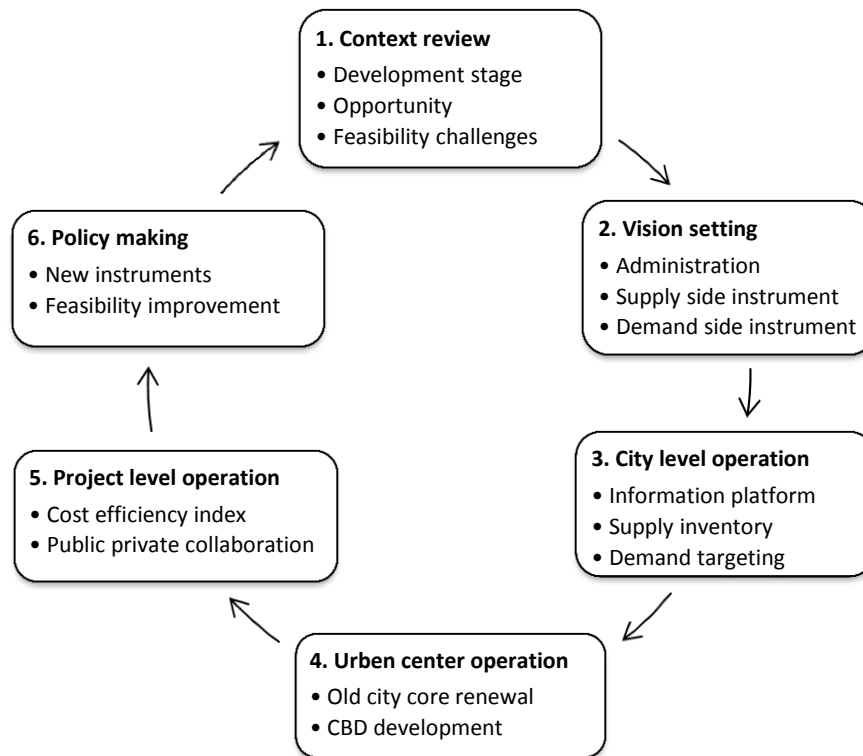 1. Context review
• Development stage
• Opportunity
• Feasibility challenges
2. Vision setting
• Administration
• Supply side instrument
• Demand side instrument
3. City level operation
• Information platform
• Supply inventory
• Demand targeting
4. Urben center operation
• Old city core renewal
• CBD development
5. Project level operation
• Cost efficiency index
• Public private collaboration
6. Policy making
• New instruments
• Feasibility improvement